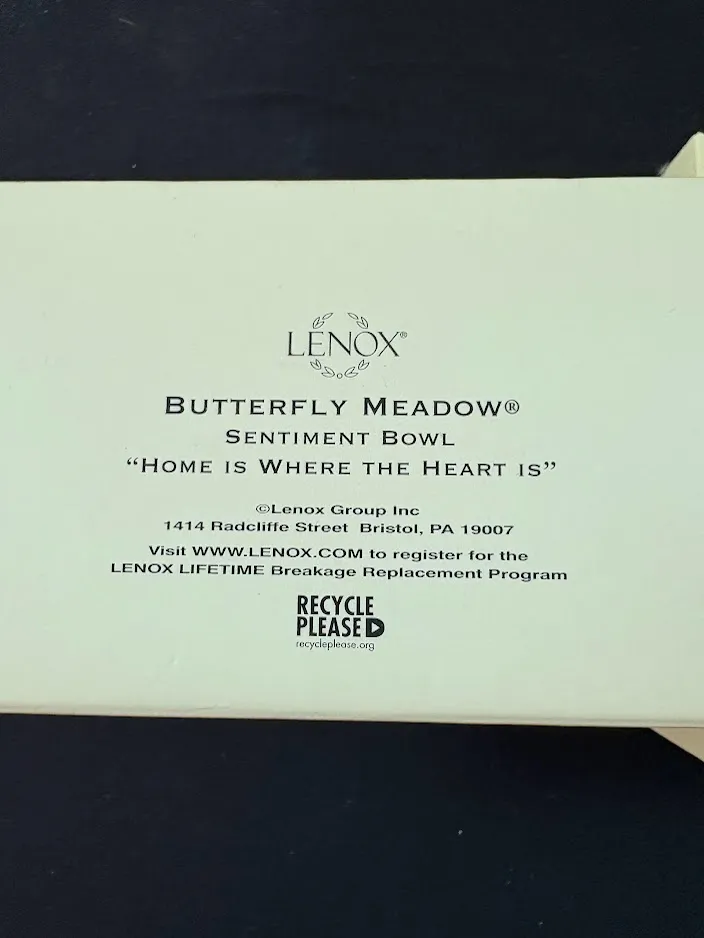 LENOX®
BUTTERFLY MEADOW®
SENTIMENT BOWL
“HOME IS WHERE THE HEART IS”
©Lenox Group Inc
1414 Radcliffe Street Bristol, PA 19007
Visit WWW.LENOX.COM to register for the
LENOX LIFETIME Breakage Replacement Program
RECYCLE
PLEASE
recycleplease.org